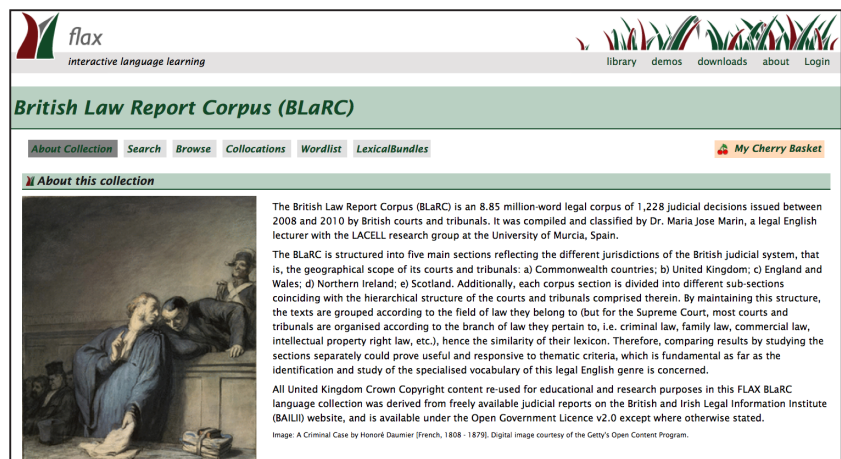 flax
interactive language learning
library demos downloads about Login
British Law Report Corpus (BLaRC)
About Collection Search Browse Collocations Wordlist LexicalBundles My Cherry Basket
About this collection
The British Law Report Corpus (BLaRC) is an 8.85 million-word legal corpus of 1,228 judicial decisions issued between
2008 and 2010 by British courts and tribunals. It was compiled and classified by Dr. Maria Jose Marin, a legal English
lecturer with the LACELL research group at the University of Murcia, Spain.
The BLaRC is structured into five main sections reflecting the different jurisdictions of the British judicial system, that
is, the geographical scope of its courts and tribunals: a) Commonwealth countries; b) United Kingdom; c) England and
Wales; d) Northern Ireland; e) Scotland. Additionally, each corpus section is divided into different sub-sections
coinciding with the hierarchical structure of the courts and tribunals comprised therein. By maintaining this structure,
the texts are grouped according to the field of law they belong to (but for the Supreme Court, most courts and
tribunals are organised according to the branch of law they pertain to, i.e. criminal law, family law, commercial law,
intellectual property right law, etc.), hence the similarity of their lexicon. Therefore, comparing results by studying the
sections separately could prove useful and responsive to thematic criteria, which is fundamental as far as the
identification and study of the specialised vocabulary of this legal English genre is concerned.
All United Kingdom Crown Copyright content re-used for educational and research purposes in this FLAX BLaRC
language collection was derived from freely available judicial reports on the British and Irish Legal Information Institute
(BAILII) website, and is available under the Open Government Licence v2.0 except where otherwise stated.
Image: A Criminal Case by Honoré Daumier [French, 1808 - 1879]. Digital image courtesy of the Getty's Open Content Program.